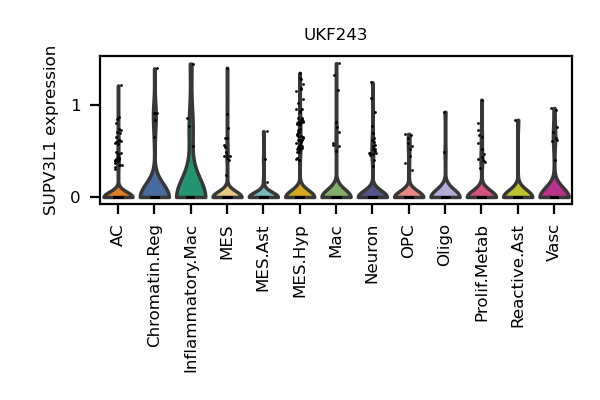 UKF243
SUPV3L1 expression
1
0
AC
Chromatin.Reg
Inflammatory.Mac
MES
MES.Ast
MES.Hyp
Mac
Neuron
OPC
Oligo
Prolif.Metab
Reactive.Ast
Vasc